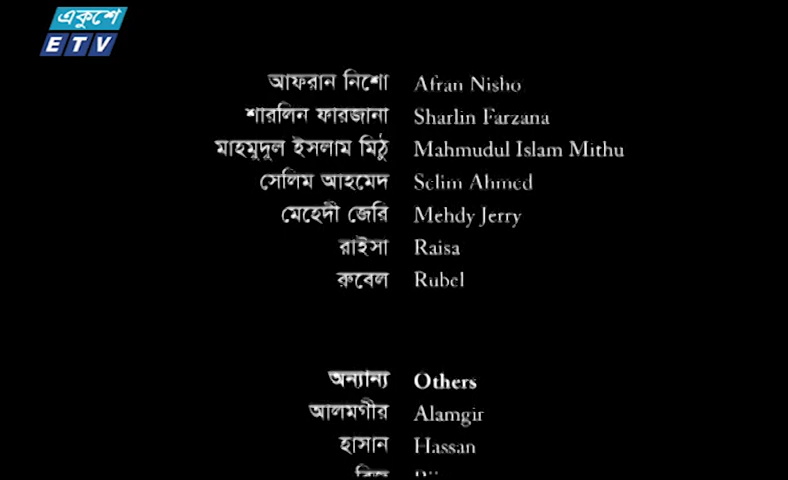 একুশে
ETV
আফরান নিশো Afran Nisho
শারলিন ফারজানা Sharlin Farzana
মাহমুদুল ইসলাম মিঠু Mahmudul Islam Mithu
সেলিম আহমেদ Selim Ahmed
মেহেদী জেরি Mehdy Jerry
রাইসা Raisa
রুবেল Rubel
অন্যান্য Others
আলমগীর Alamgir
হাসান Hassan